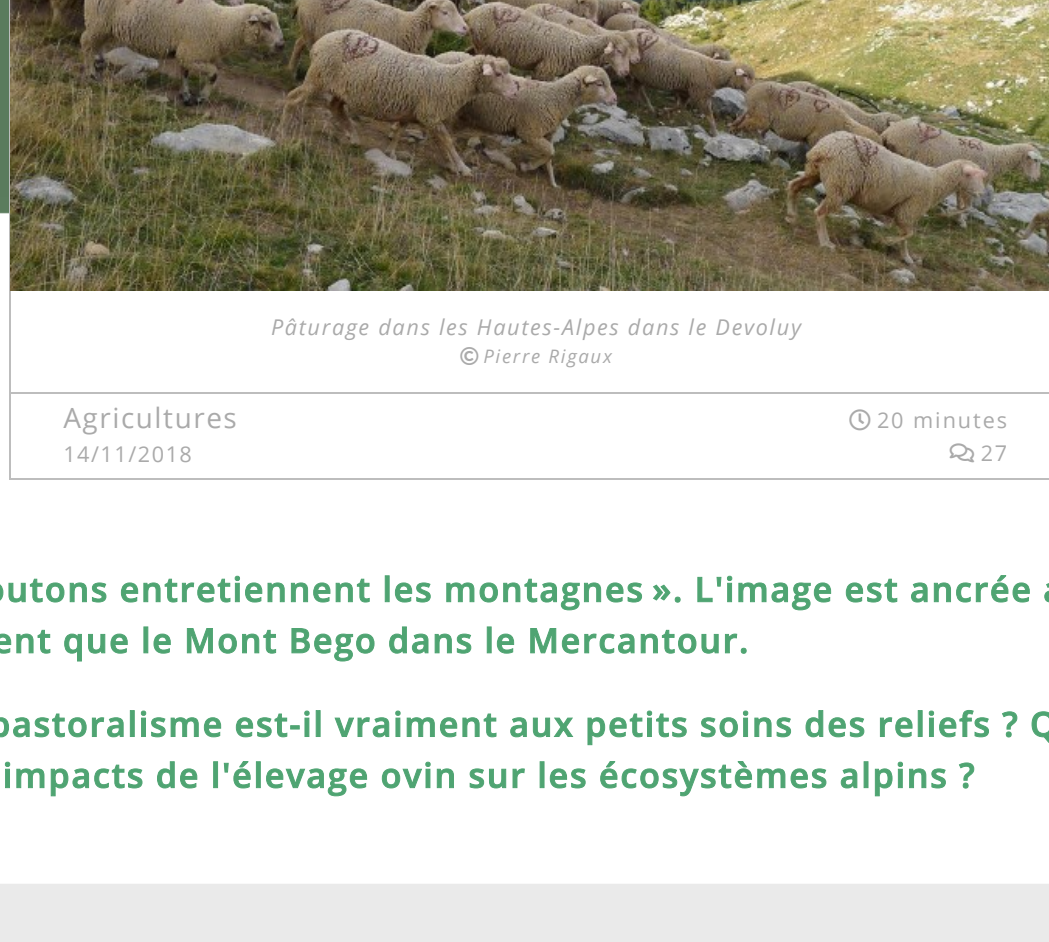 Pâturage dans les Hautes-Alpes dans le Devoluy
© Pierre Rigaux
Agricultures
20 minutes
14/11/2018
27
entretiennent les montagnes ». L'image est ancrée
que le Mont Bego dans le Mercantour.
pastoralisme est-il vraiment aux petits soins des reliefs ?
impacts de l'élevage ovin sur les écosystèmes alpins ?